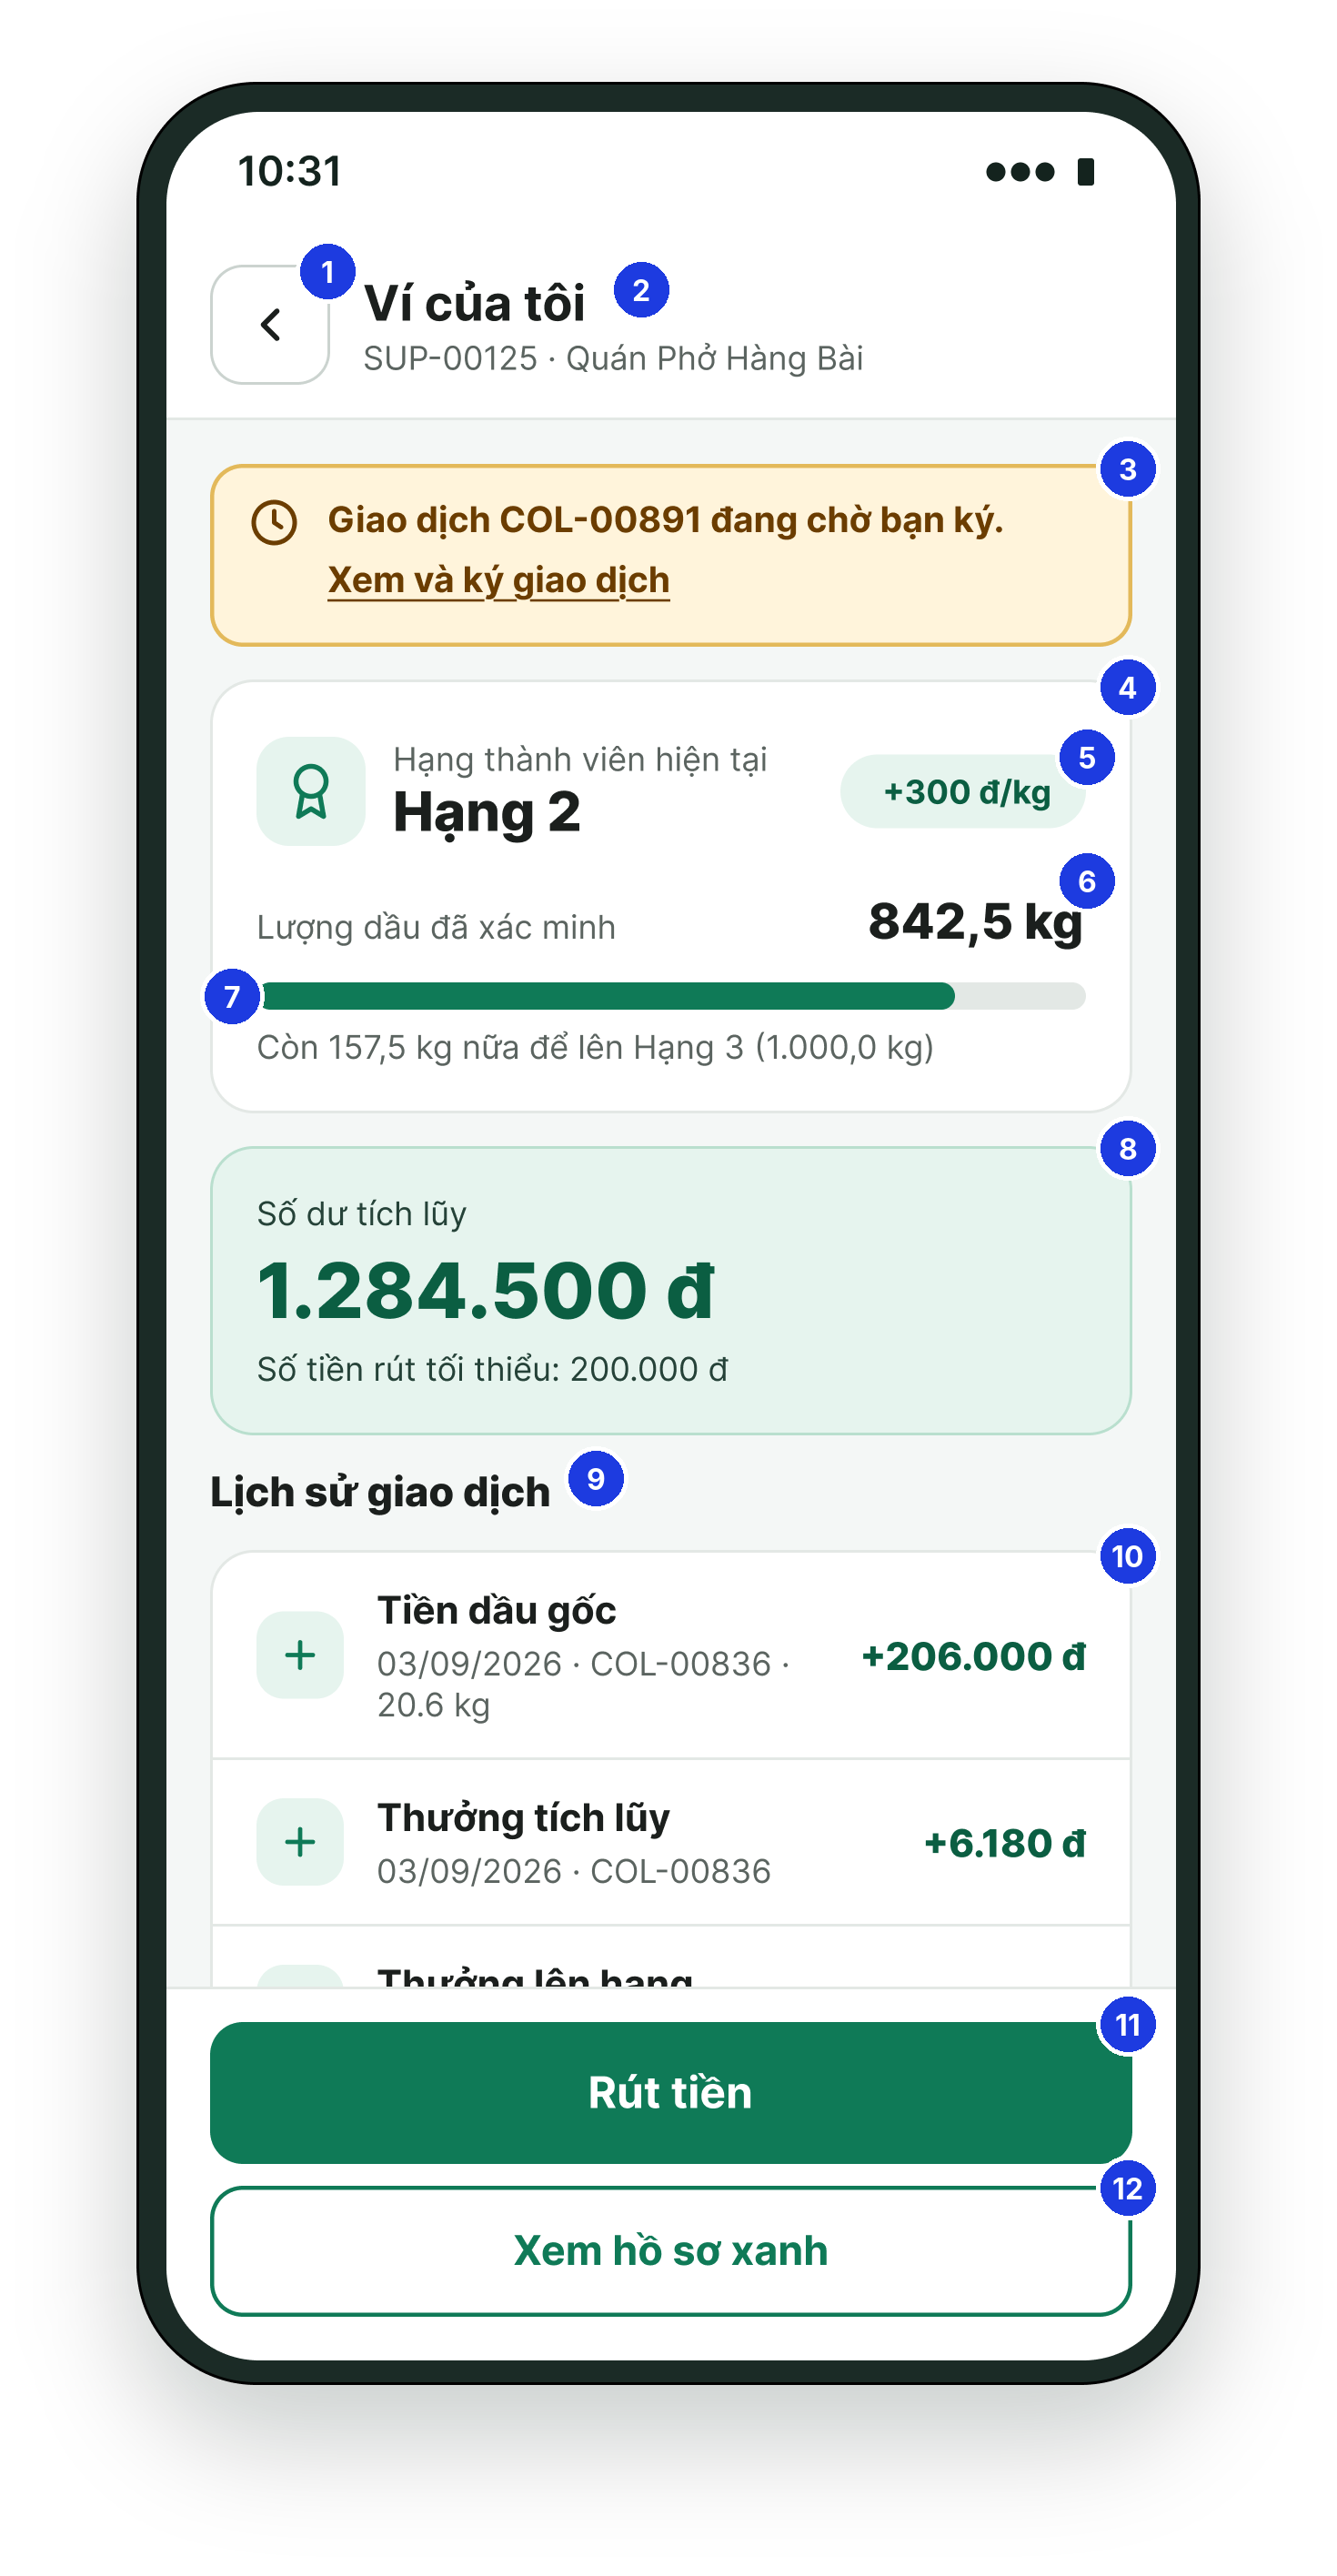 10:31
1
Ví của tôi
2
SUP-00125 · Quán Phở Hàng Bài
3
Giao dịch COL-00891 đang chờ bạn ký.
Xem và ký giao dịch
4
Hạng thành viên hiện tại
Hạng 2
+300 đ/kg
5
6
Lượng dầu đã xác minh
842,5 kg
7
Còn 157,5 kg nữa để lên Hạng 3 (1.000,0 kg)
8
Số dư tích lũy
1.284.500 đ
Số tiền rút tối thiểu: 200.000 đ
Lịch sử giao dịch
9
10
Tiền dầu gốc
03/09/2026 · COL-00836 ·
20.6 kg
+206.000 đ
Thưởng tích lũy
03/09/2026 · COL-00836
+6.180 đ
Thưởng lên hạng
11
Rút tiền
12
Xem hồ sơ xanh